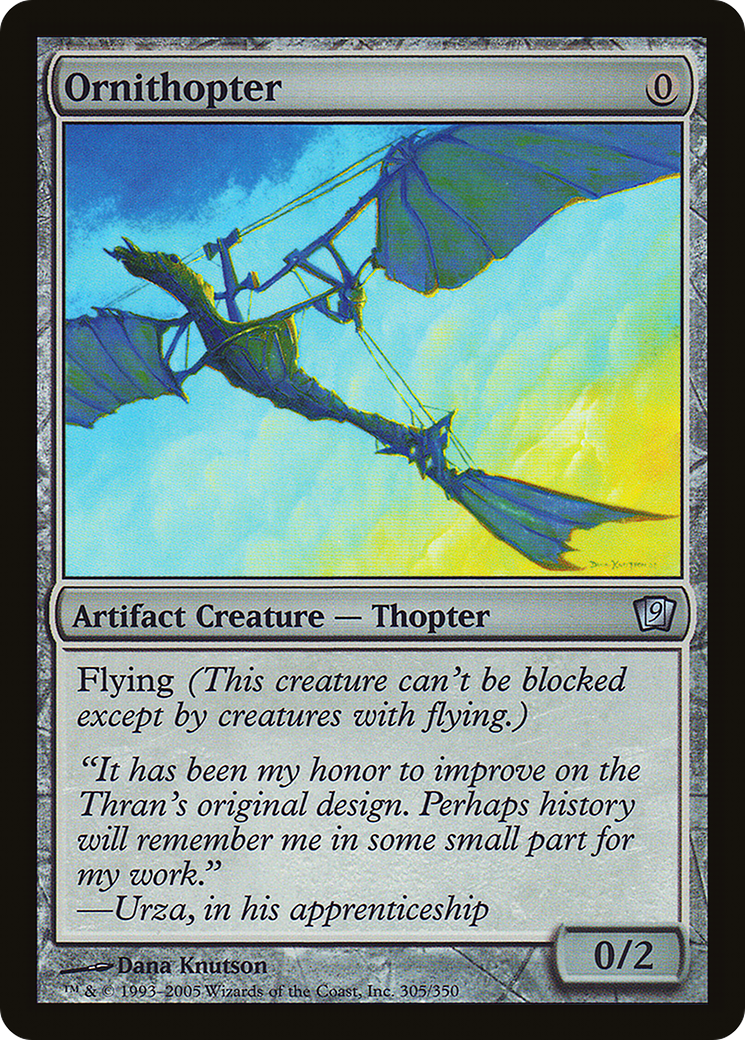 Ornithopter
0
Dana Knutson
Artifact Creature — Thopter
9
Flying (This creature can't be blocked
except by creatures with flying.)
“It has been my honor to improve on the
Thran's original design. Perhaps history
will remember me in some small part for
my work.”
—Urza, in his apprenticeship
0/2
Dana Knutson
™ & © 1993–2005 Wizards of the Coast, Inc. 305/350